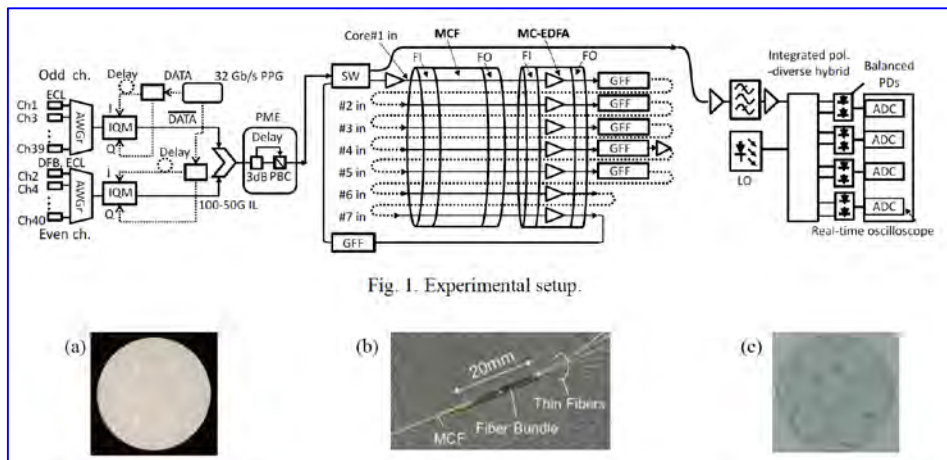 Core#1 in
MCF
MC-EDFA
Integrated pol.
-diverse hybrid
Balanced
PDs
Odd ch.
ECL
Delay
DATA
32 Gb/s PPG
SW
FI
FO
FI
FO
GFF
Ch1
Ch3
Ch39
AWGr
I
IQM
Q
DATA
PME
Delay
3dB PBC
#2 in
GFF
#3 in
GFF
#4 in
GFF
#5 in
GFF
#6 in
#7 in
GFF
ADC
ADC
ADC
ADC
LO
DFB, ECL
Ch2
Ch4
Ch40
AWGr
Delay
I
IQM
Q
100-50G IL
Even ch.
Real-time oscilloscope
Fig. 1. Experimental setup.
(a)
(b)
(c)
20mm
Thin Fibers
Fiber Bundle
MCF